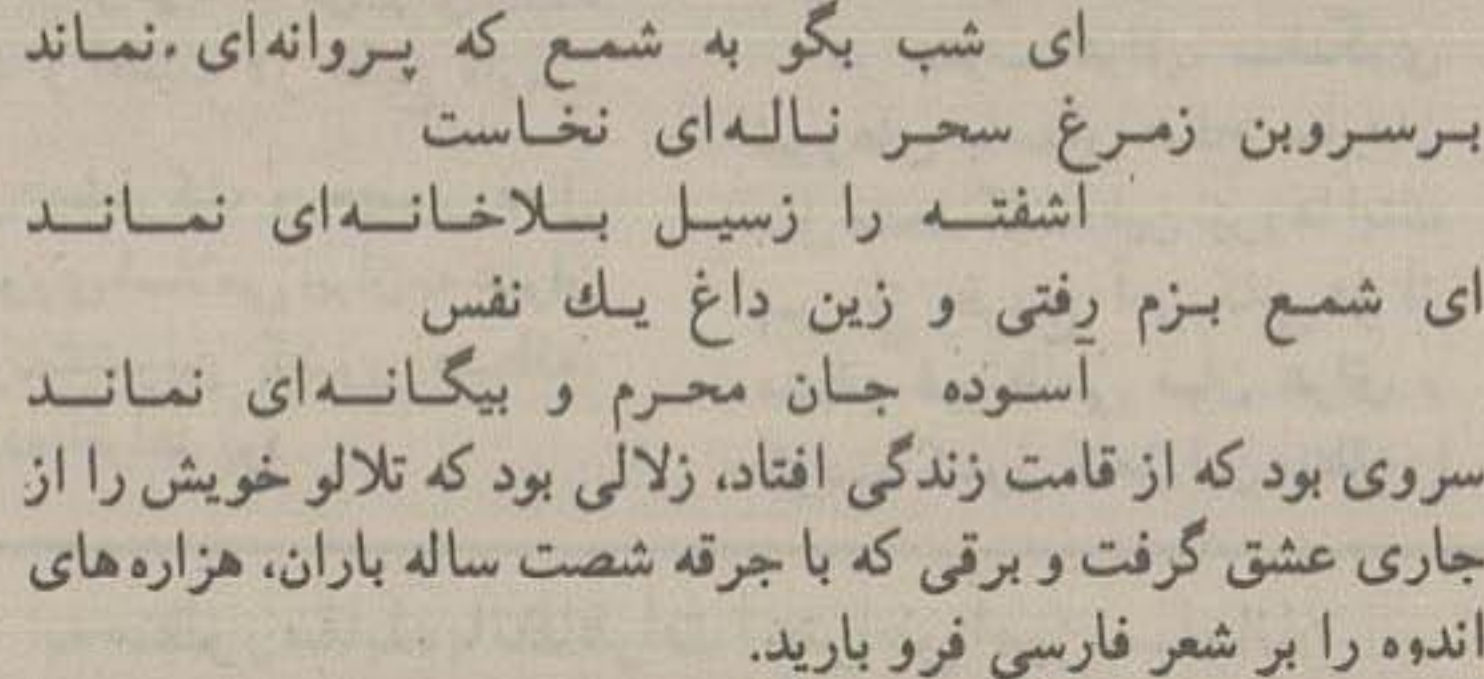 ای شب بگو به شمع که پروانه‌ای نماند
برسروبن زمرغ سحر ناله‌ای نخاست
آشفته را زسیل بلاخانه‌ای نماند
ای شمع بزم رفتی و زین داغ یك نفس
آسوده جان محرم و بیگانه‌ای نماند
سروی بود که از قامت زندگی افتاد، زلالی بود که تلالو خویش را از
جاری عشق گرفت و برقی که با جرقه شصت ساله باران، هزاره‌های
اندوه را بر شعر فارسی فرو بارید.